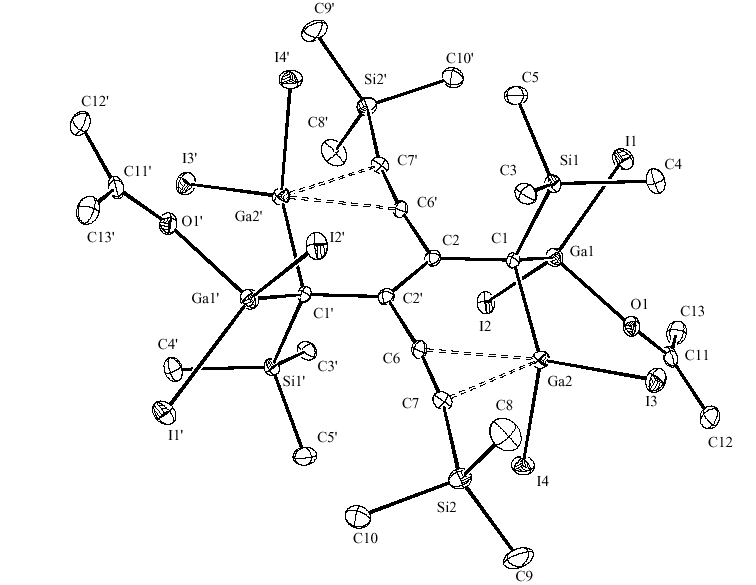 C9'
I4'
Si2'
C10'
C5
C12'
C8'
I1
C11'
I3'
C7'
C3
Si1
C4
C13'
O1'
Ga2'
C6'
I2'
C2
C1
Ga1
Ga1'
C1'
C2'
I2
O1
C13
C4'
C3'
C6
C11
Si1'
Ga2
I1'
C7
C8
I3
C12
C5'
I4
Si2
C10
C9